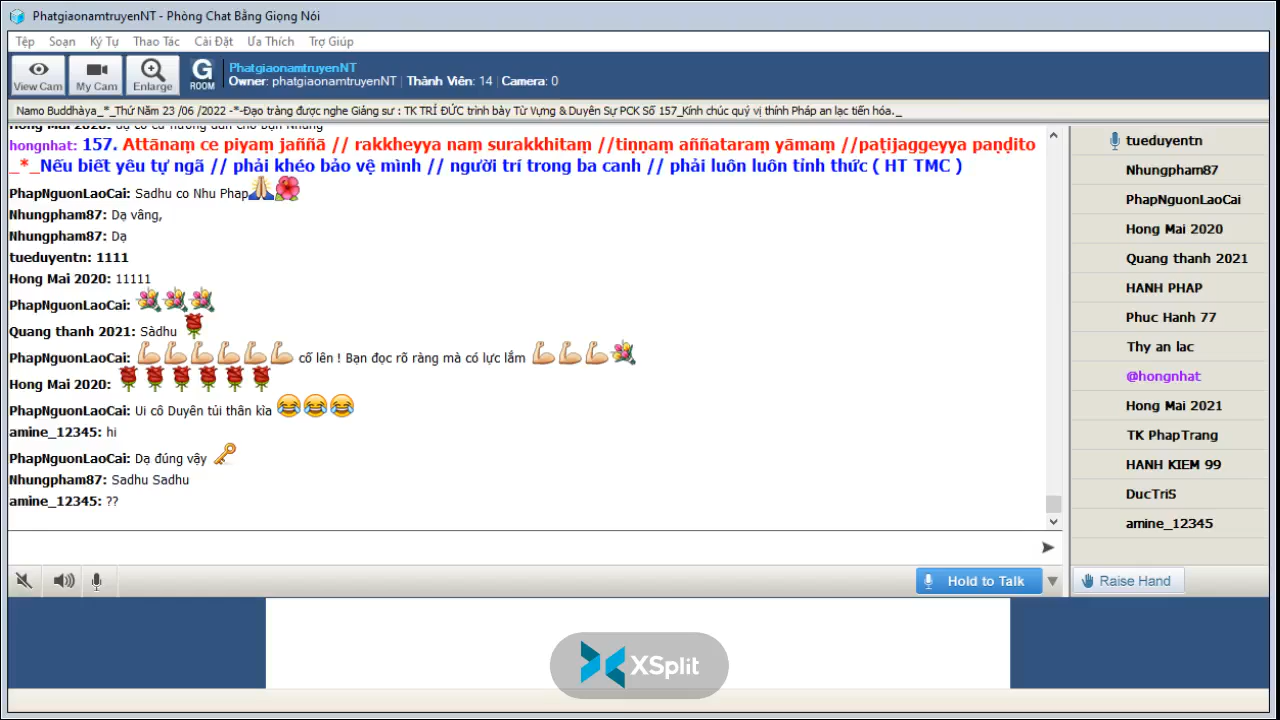 PhatgiaonamtruyenNT - Phòng Chat Bằng Giọng Nói
Tệp Soạn Ký Tự Thao Tác Cài Đặt Ưa Thích Trợ Giúp
View Cam My Cam Enlarge G ROOM
PhatgiaonamtruyenNT
Owner: phatgiaonamtruyenNT Thành Viên: 14 Camera: 0
Namo Buddhàya_*_Thứ Năm 23 /06 /2022 -*-Đạo tràng được nghe Giảng sư : TK TRÍ ĐỨC trình bày Từ Vựng & Duyên Sự PCK Số 157_Kính chúc quý vị thính Pháp an lạc tiến hóa._
hongnhat: 157. Attānaṃ ce piyaṃ jaññā // rakkheyya naṃ surakkhitaṃ //tiṇṇaṃ aññataraṃ yāmaṃ //paṭijaggeyya paṇḍito
_*_Nếu biết yêu tự ngã // phải khéo bảo vệ mình // người trí trong ba canh // phải luôn luôn tỉnh thức ( HT TMC )
PhapNguonLaoCai: Sadhu co Nhu Phap
Nhungpham87: Dạ vâng,
Nhungpham87: Dạ
tueduyentn: 1111
Hong Mai 2020: 11111
PhapNguonLaoCai:
Quang thanh 2021: Sàdhu
PhapNguonLaoCai: cố lên ! Bạn đọc rõ ràng mà có lực lắm
Hong Mai 2020:
PhapNguonLaoCai: Ui cô Duyên tủi thân kìa
amine_12345: hi
PhapNguonLaoCai: Dạ đúng vậy
Nhungpham87: Sadhu Sadhu
amine_12345: ??
tueduyentn
Nhungpham87
PhapNguonLaoCai
Hong Mai 2020
Quang thanh 2021
HANH PHAP
Phuc Hanh 77
Thy an lac
@hongnhat
Hong Mai 2021
TK PhapTrang
HANH KIEM 99
DucTriS
amine_12345
Hold to Talk
Raise Hand
XSplit